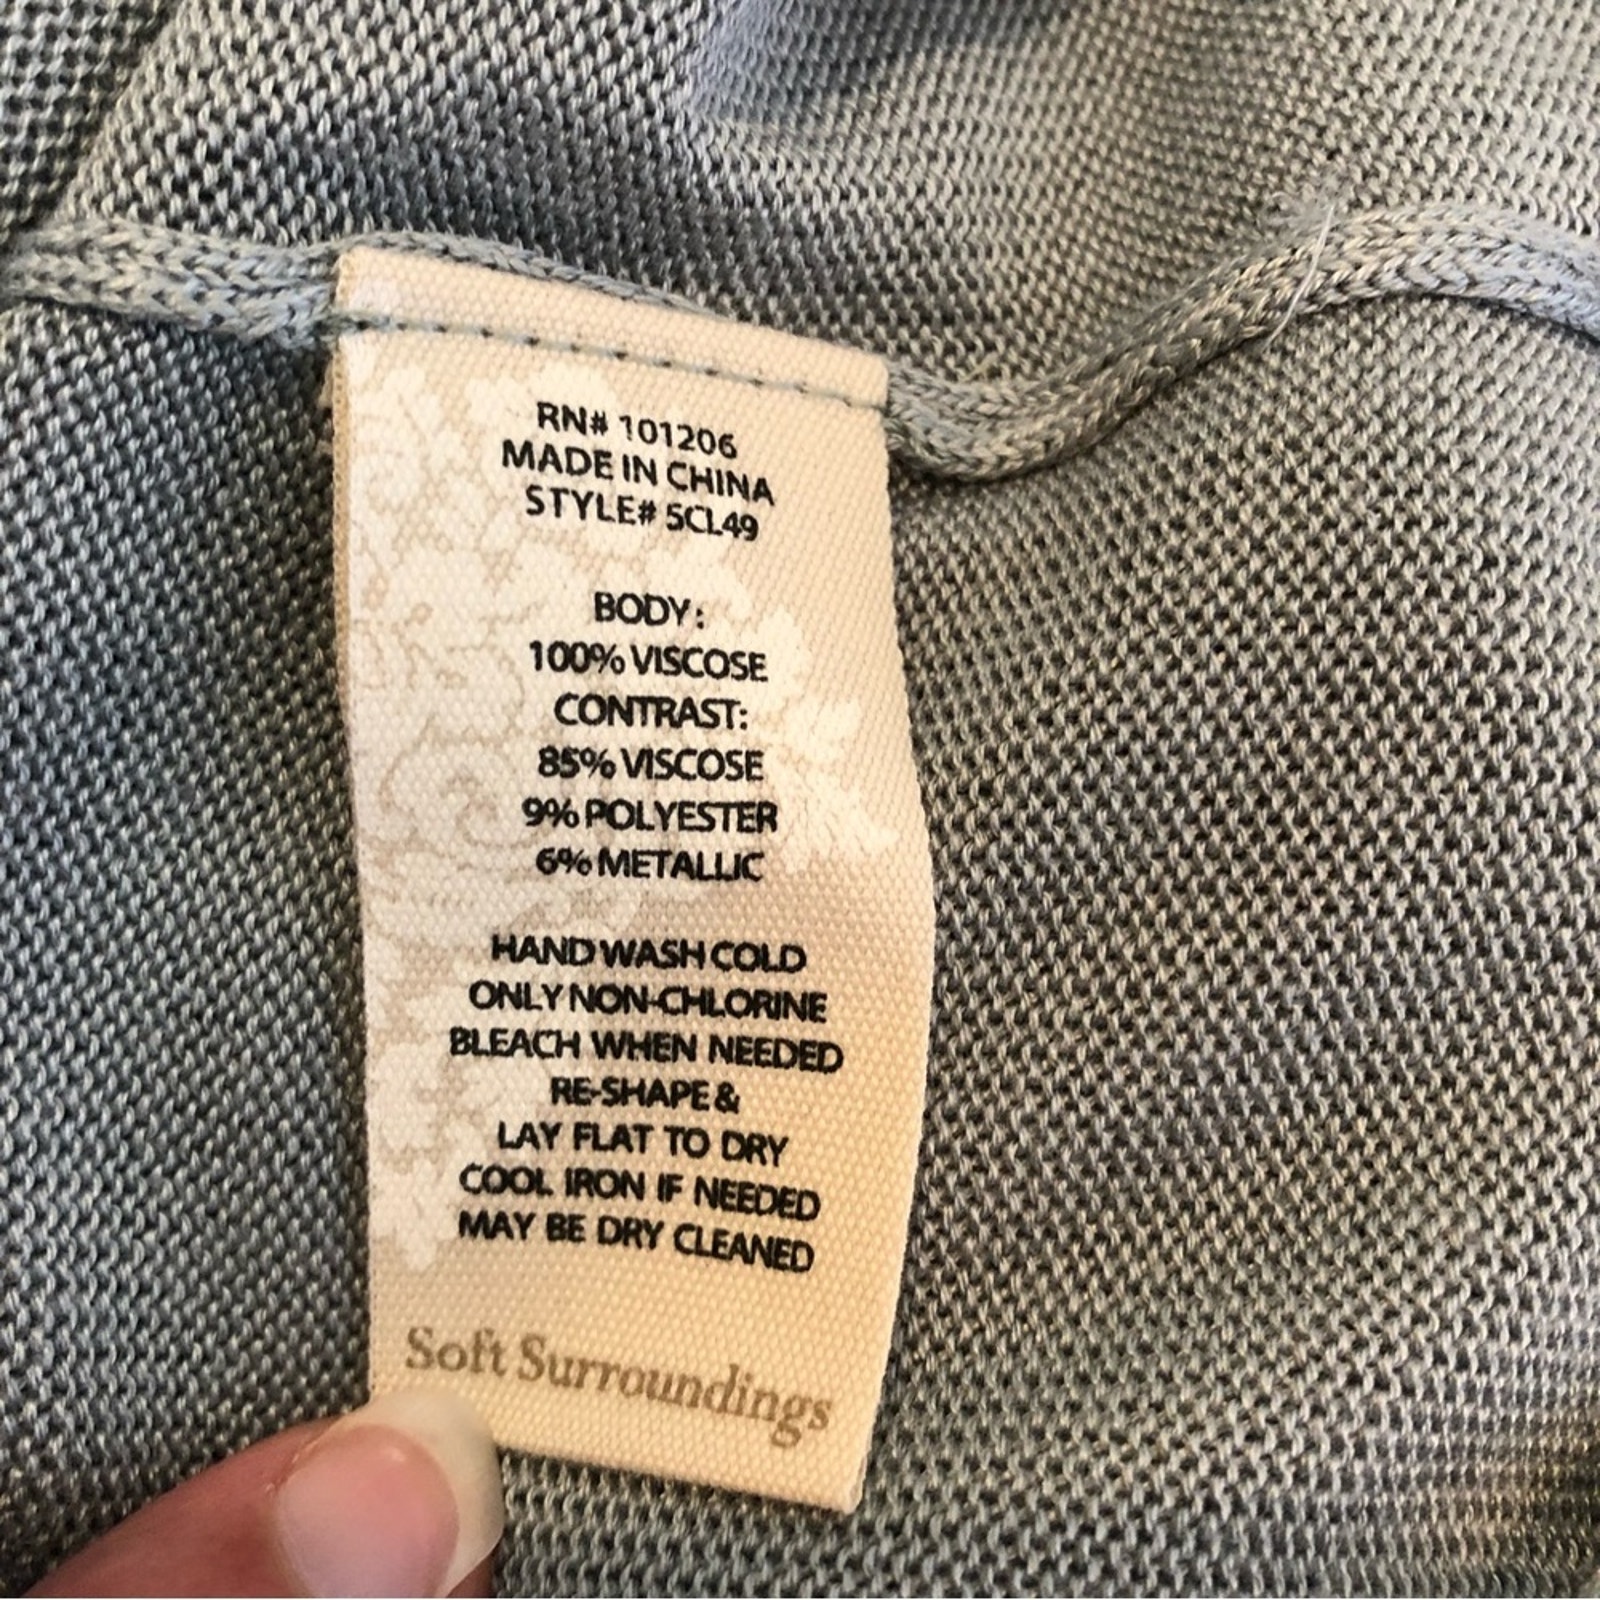 RN# 101206
MADE IN CHINA
STYLE# 5CL49
BODY:
100% VISCOSE
CONTRAST:
85% VISCOSE
9% POLYESTER
6% METALLIC
HAND WASH COLD
ONLY NON-CHLORINE
BLEACH WHEN NEEDED
RE-SHAPE &
LAY FLAT TO DRY
COOL IRON IF NEEDED
MAY BE DRY CLEANED
Soft Surroundings